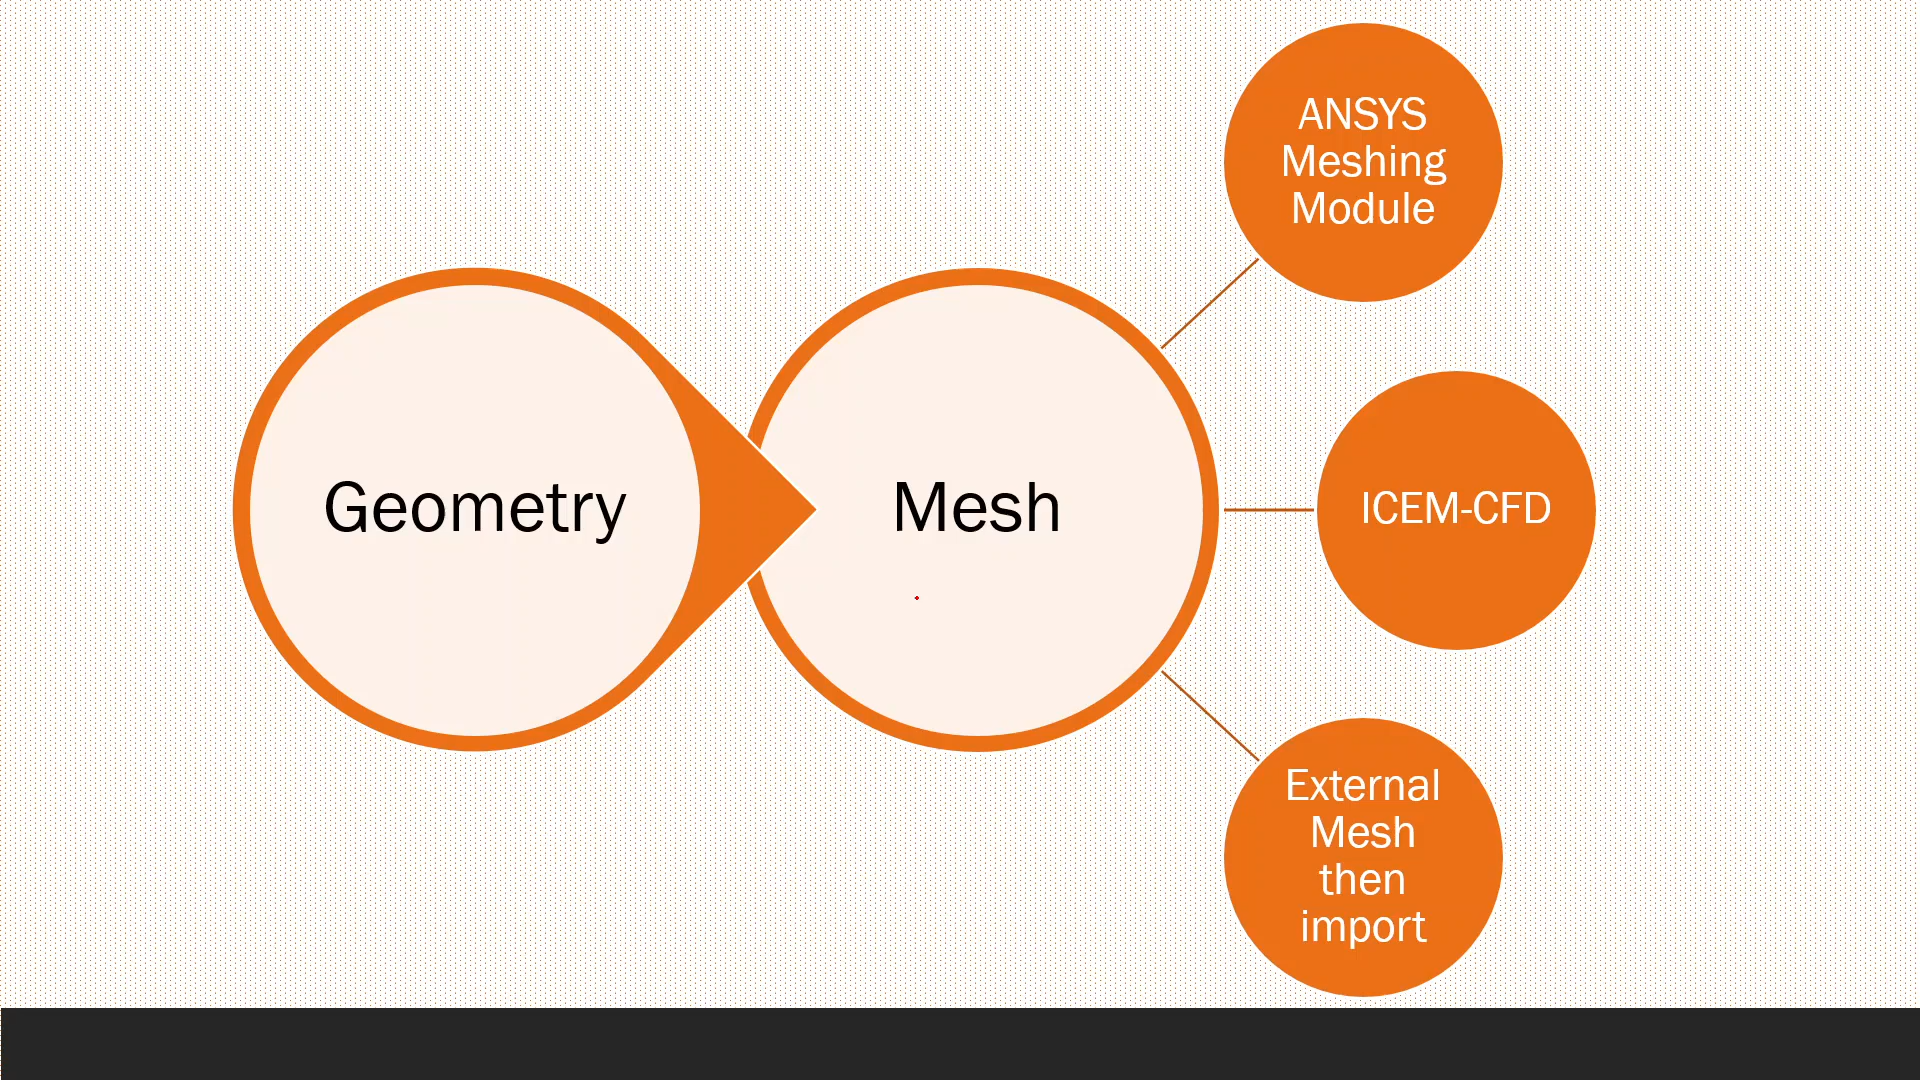 Geometry
Mesh
ANSYS
Meshing
Module
ICEM-CFD
External
Mesh
then
import